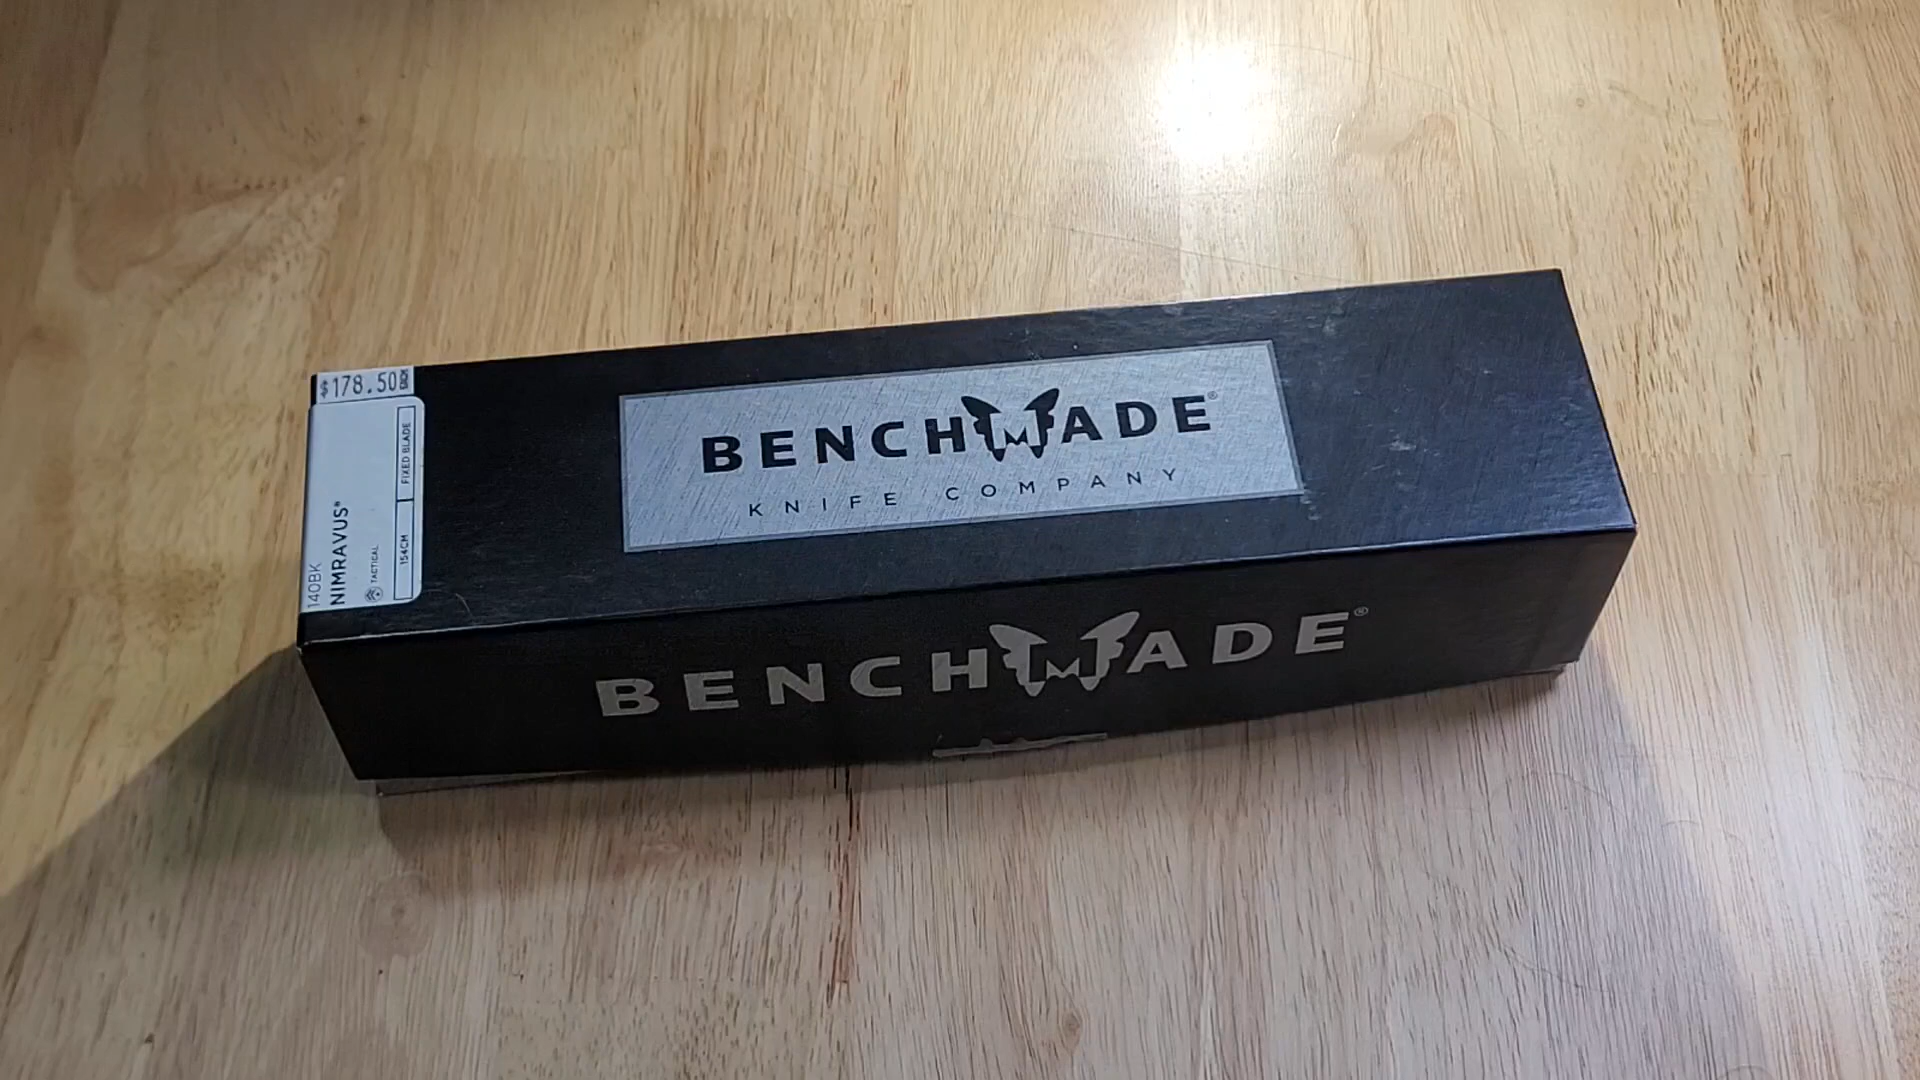 $178.50
140BK
NIMRAVUS®
TACTICAL
154CM
FIXED BLADE
BENCHMADE®
KNIFE COMPANY
BENCHMADE®